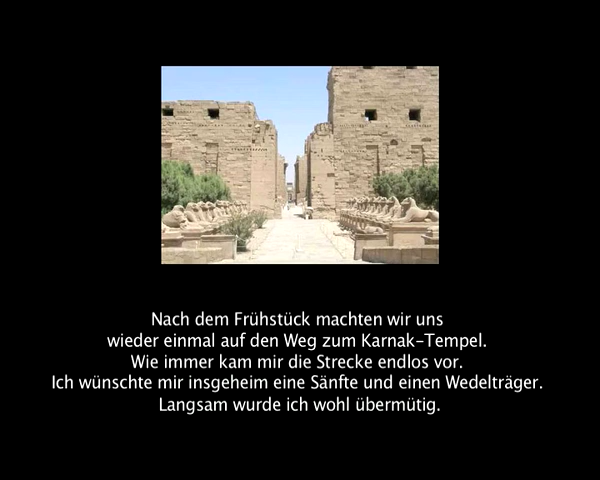 Nach dem Frühstück machten wir uns
wieder einmal auf den Weg zum Karnak-Tempel.
Wie immer kam mir die Strecke endlos vor.
Ich wünschte mir insgeheim eine Sänfte und einen Wedelträger.
Langsam wurde ich wohl übermütig.